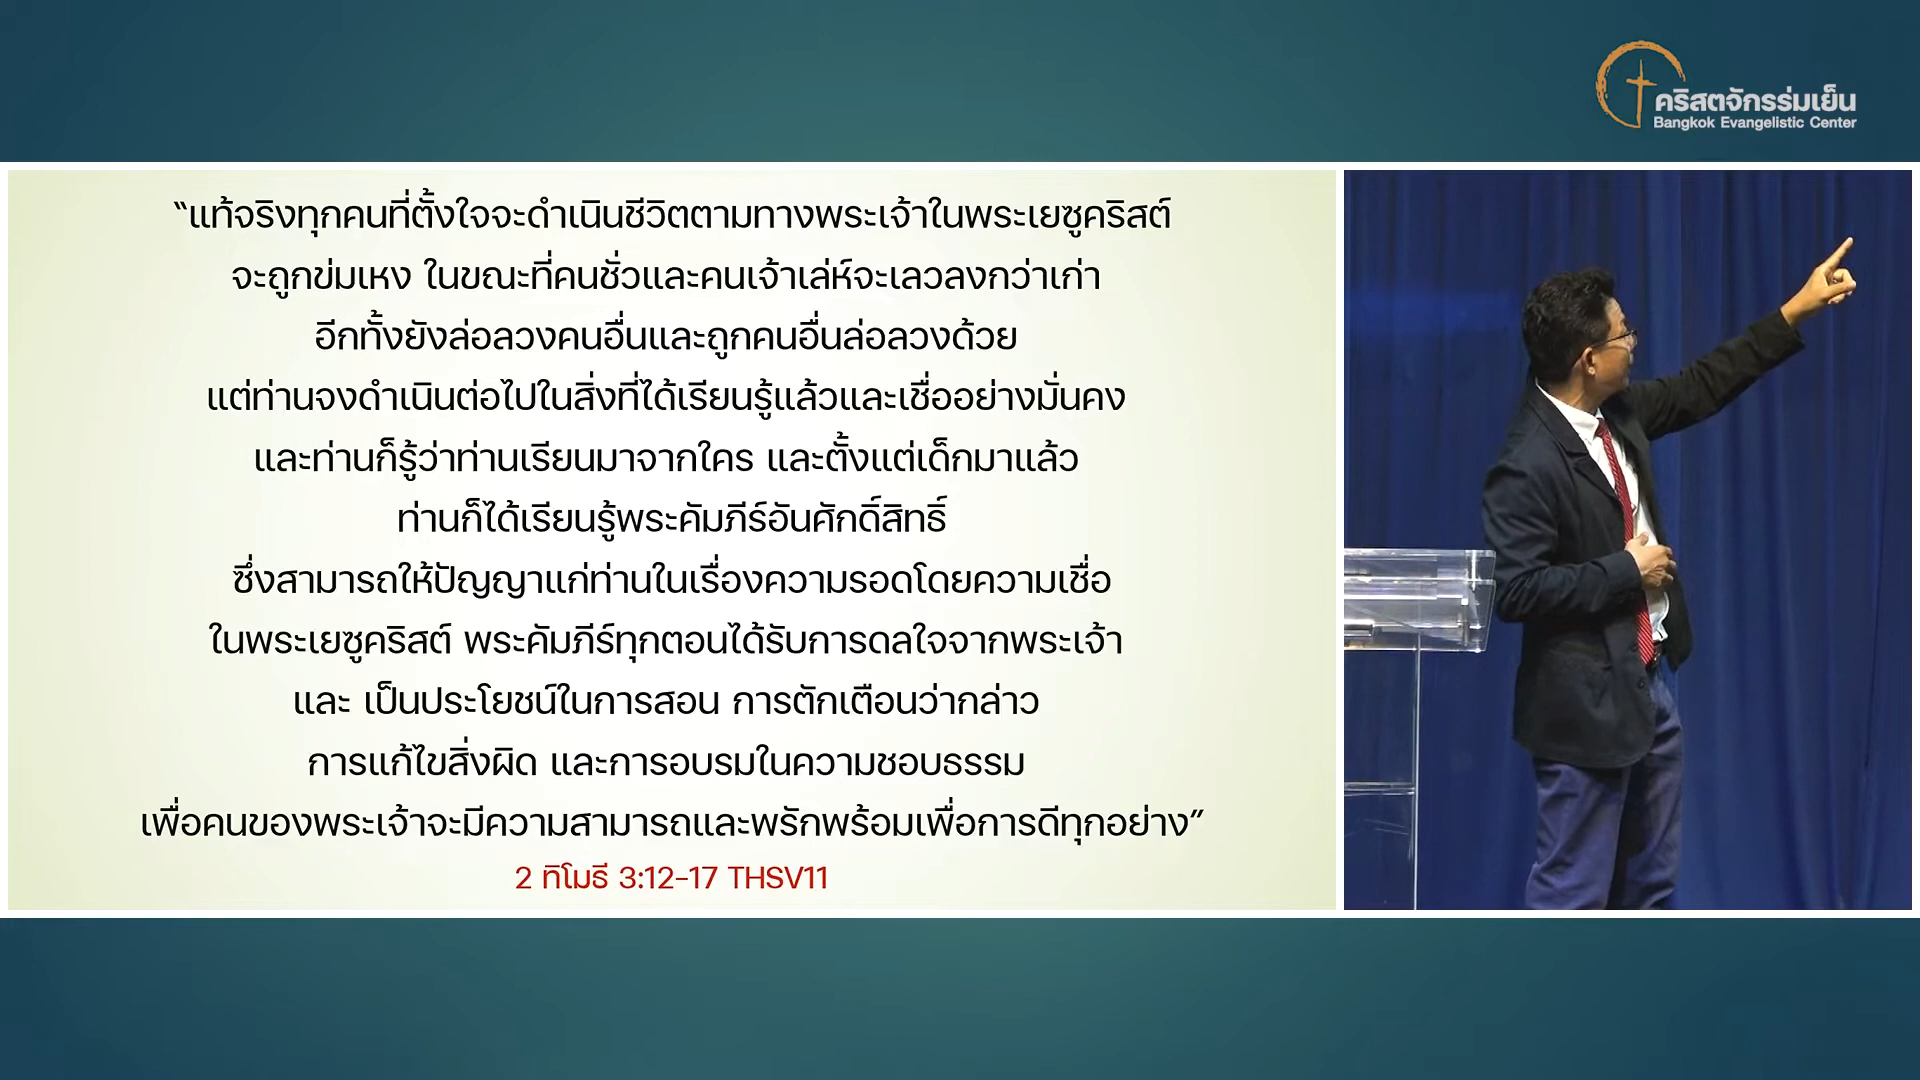 คริสตจักรร่มเย็น
Bangkok Evangelistic Center
“แท้จริงทุกคนที่ตั้งใจจะดำเนินชีวิตตามทางพระเจ้าในพระเยซูคริสต์
จะถูกข่มเหง ในขณะที่คนชั่วและคนเจ้าเล่ห์จะเลวลงกว่าเก่า
อีกทั้งยังล่อลวงคนอื่นและถูกคนอื่นล่อลวงด้วย
แต่ท่านจงดำเนินต่อไปในสิ่งที่ได้เรียนรู้แล้วและเชื่ออย่างมั่นคง
และท่านก็รู้ว่าท่านเรียนมาจากใคร และตั้งแต่เด็กมาแล้ว
ท่านก็ได้เรียนรู้พระคัมภีร์อันศักดิ์สิทธิ์
ซึ่งสามารถให้ปัญญาแก่ท่านในเรื่องความรอดโดยความเชื่อ
ในพระเยซูคริสต์ พระคัมภีร์ทุกตอนได้รับการดลใจจากพระเจ้า
และ เป็นประโยชน์ในการสอน การตักเตือนว่ากล่าว
การแก้ไขสิ่งผิด และการอบรมในความชอบธรรม
เพื่อคนของพระเจ้าจะมีความสามารถและพรักพร้อมเพื่อการดีทุกอย่าง”
2 ทิโมธี 3:12-17 THSV11